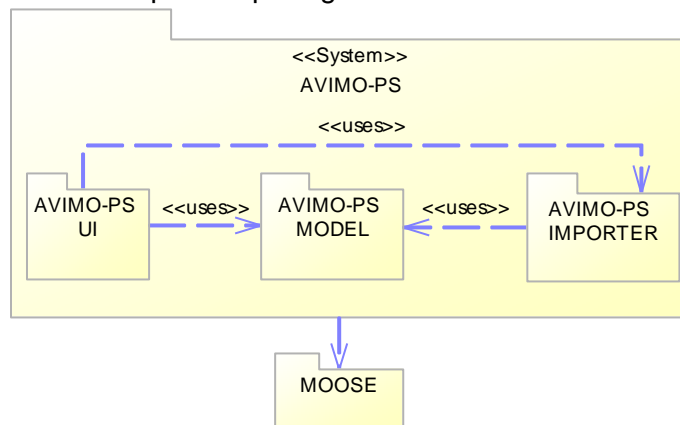 <<System>>
AVIMO-PS
<<uses>>
AVIMO-PS
UI
<<uses>>
AVIMO-PS
MODEL
<<uses>>
AVIMO-PS
IMPORTER
MOOSE